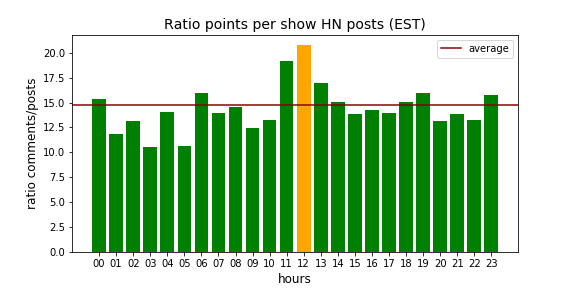 Ratio points per show HN posts (EST)
average
ratio comments/posts
20.0
17.5
15.0
12.5
10.0
7.5
5.0
2.5
0.0
00 01 02 03 04 05 06 07 08 09 10 11 12 13 14 15 16 17 18 19 20 21 22 23
hours